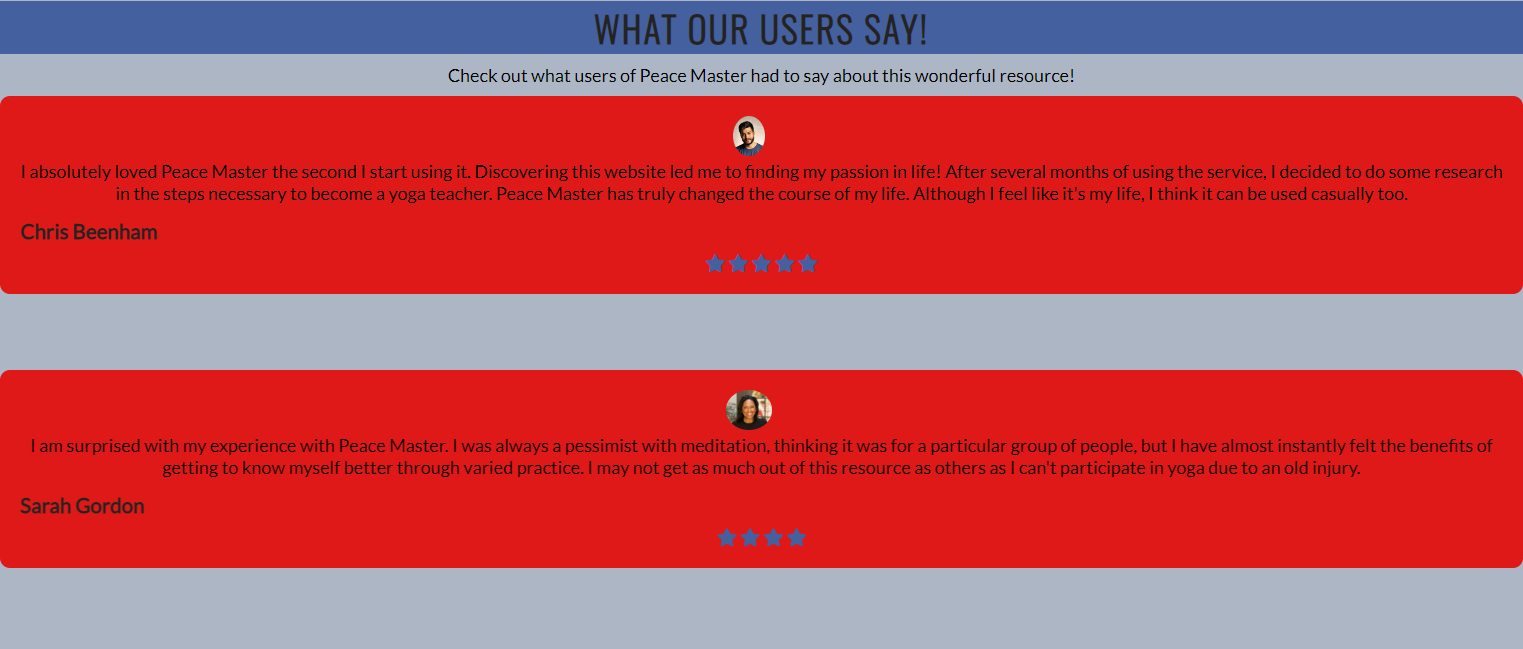 WHAT OUR USERS SAY!
Check out what users of Peace Master had to say about this wonderful resource!
I absolutely loved Peace Master the second I start using it. Discovering this website led me to finding my passion in life! After several months of using the service, I decided to do some research
in the steps necessary to become a yoga teacher. Peace Master has truly changed the course of my life. Although I feel like it's my life, I think it can be used casually too.
Chris Beenham
I am surprised with my experience with Peace Master. I was always a pessimist with meditation, thinking it was for a particular group of people, but I have almost instantly felt the benefits of
getting to know myself better through varied practice. I may not get as much out of this resource as others as I can't participate in yoga due to an old injury.
Sarah Gordon